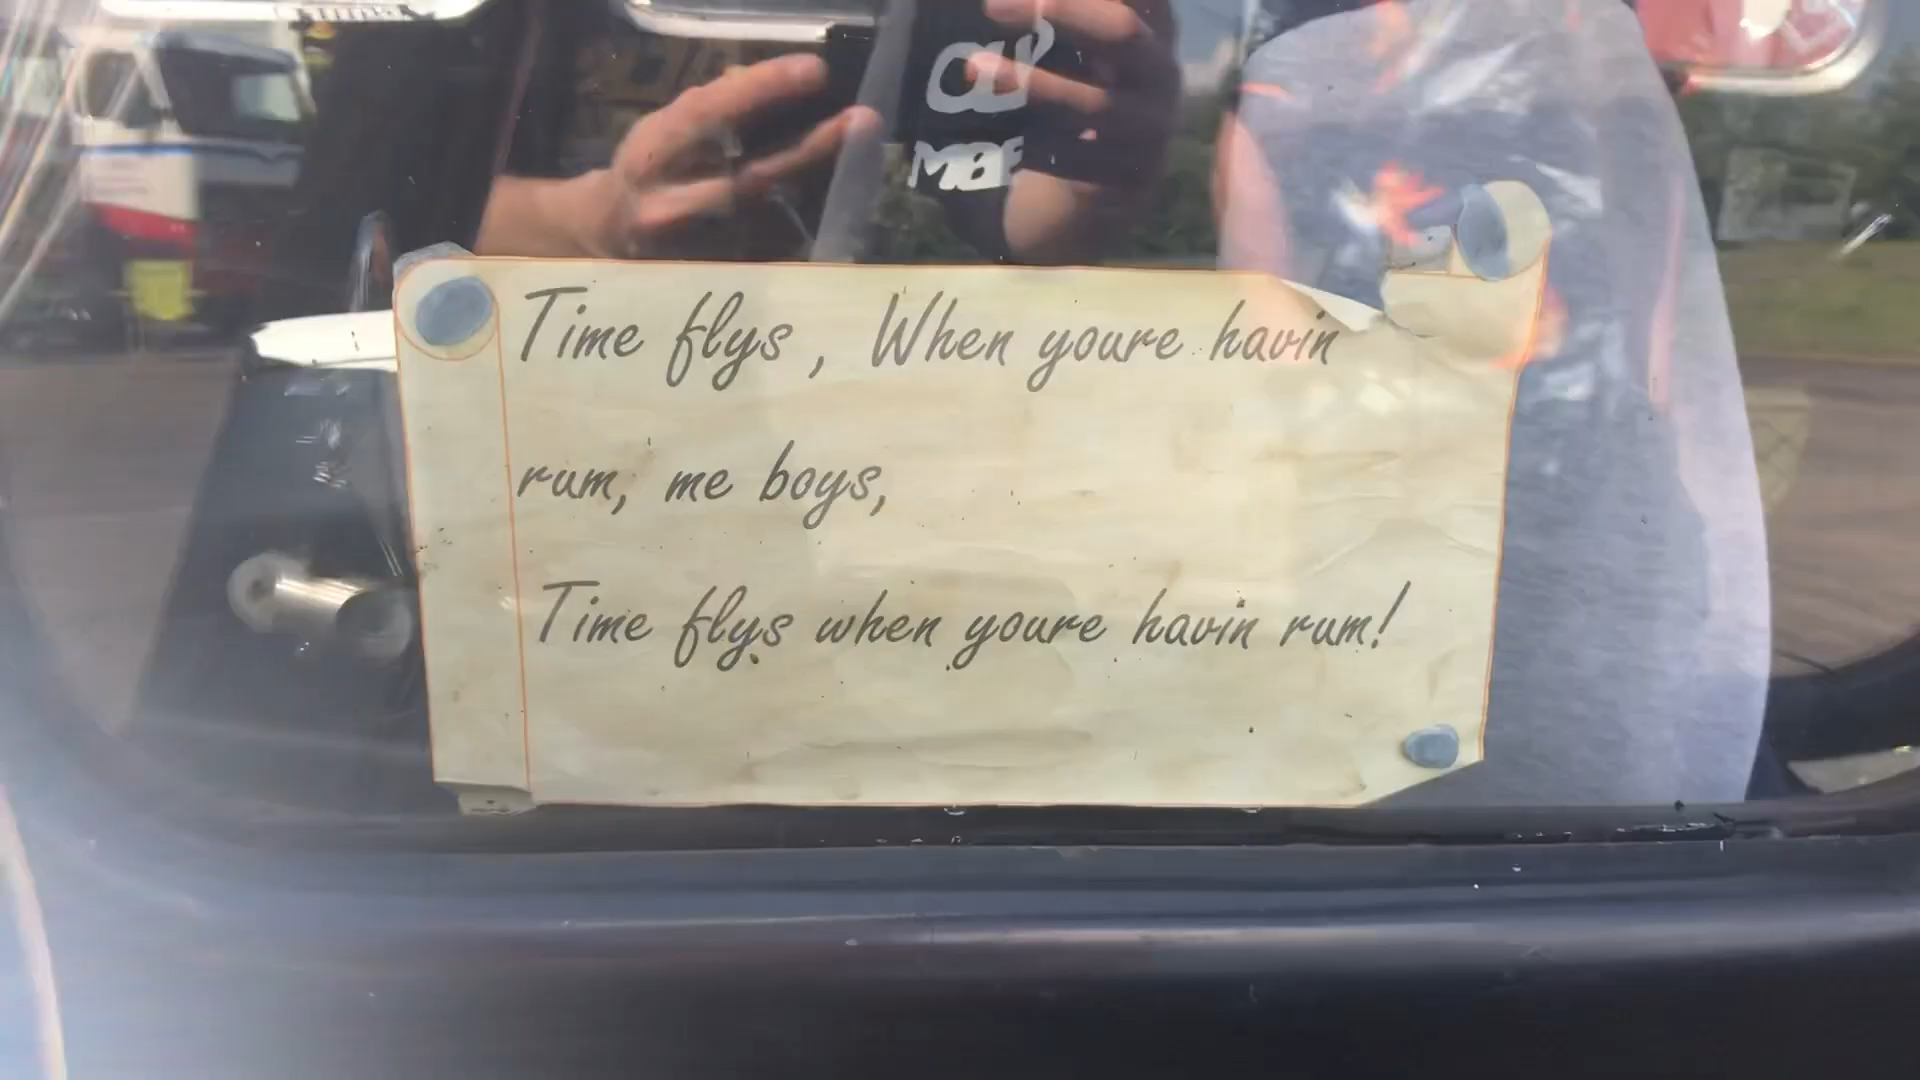 Time flys , When youre havin
rum, me boys,
Time flys when youre havin rum!